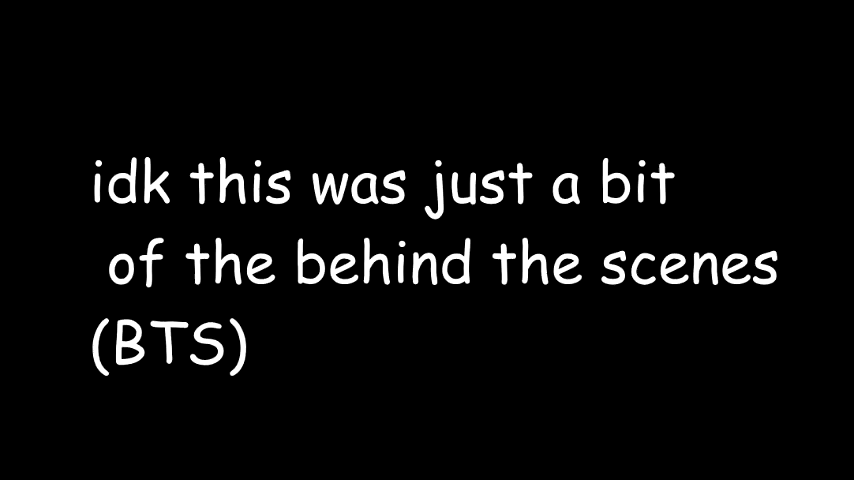 idk this was just a bit
of the behind the scenes
(BTS)